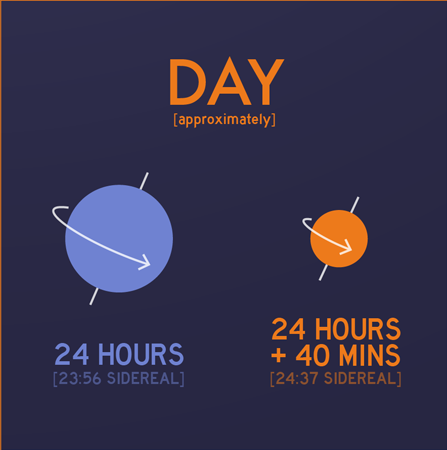 DAY
[approximately]
24 HOURS
[23:56 SIDEREAL]
24 HOURS
+ 40 MINS
[24:37 SIDEREAL]